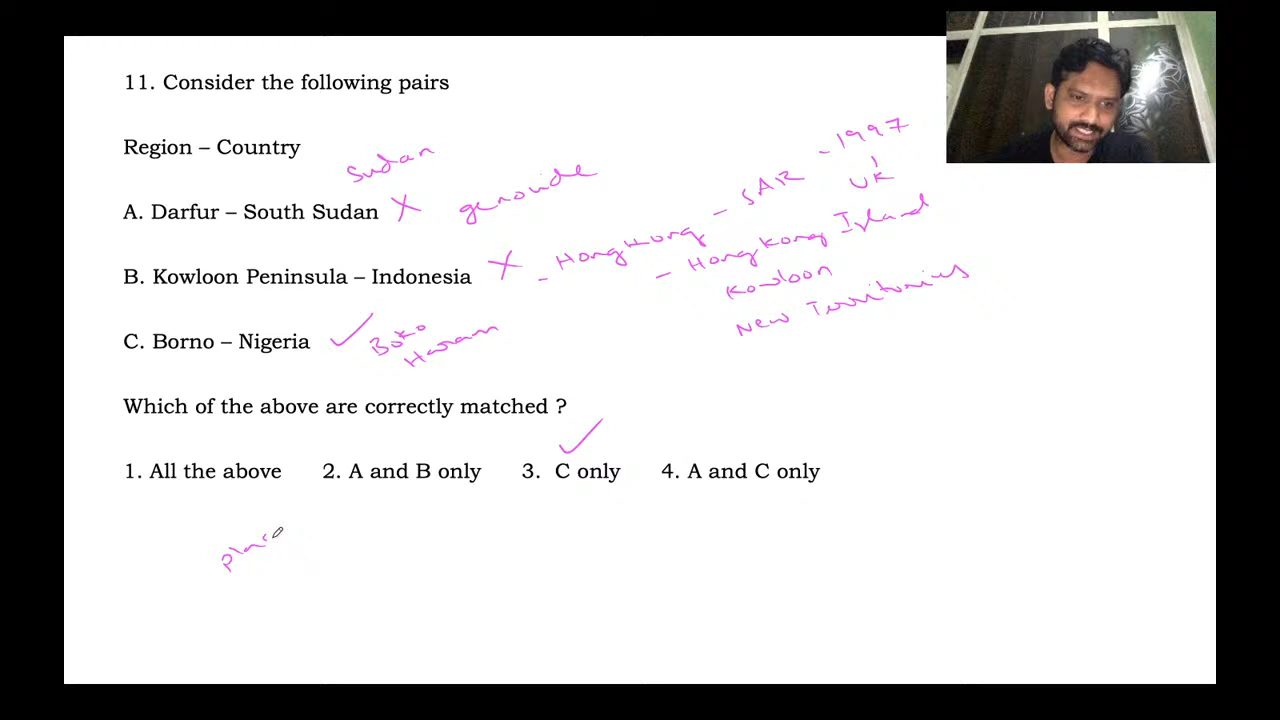 11. Consider the following pairs
Region – Country
Sudan
A. Darfur – South Sudan
genoude
B. Kowloon Peninsula – Indonesia
- HongKong - SAR - 1997
UK
- Hongkong Island
Kowloon
New Territories
C. Borno – Nigeria
Boko
Haram
Which of the above are correctly matched ?
1. All the above 2. A and B only 3. C only 4. A and C only
plac